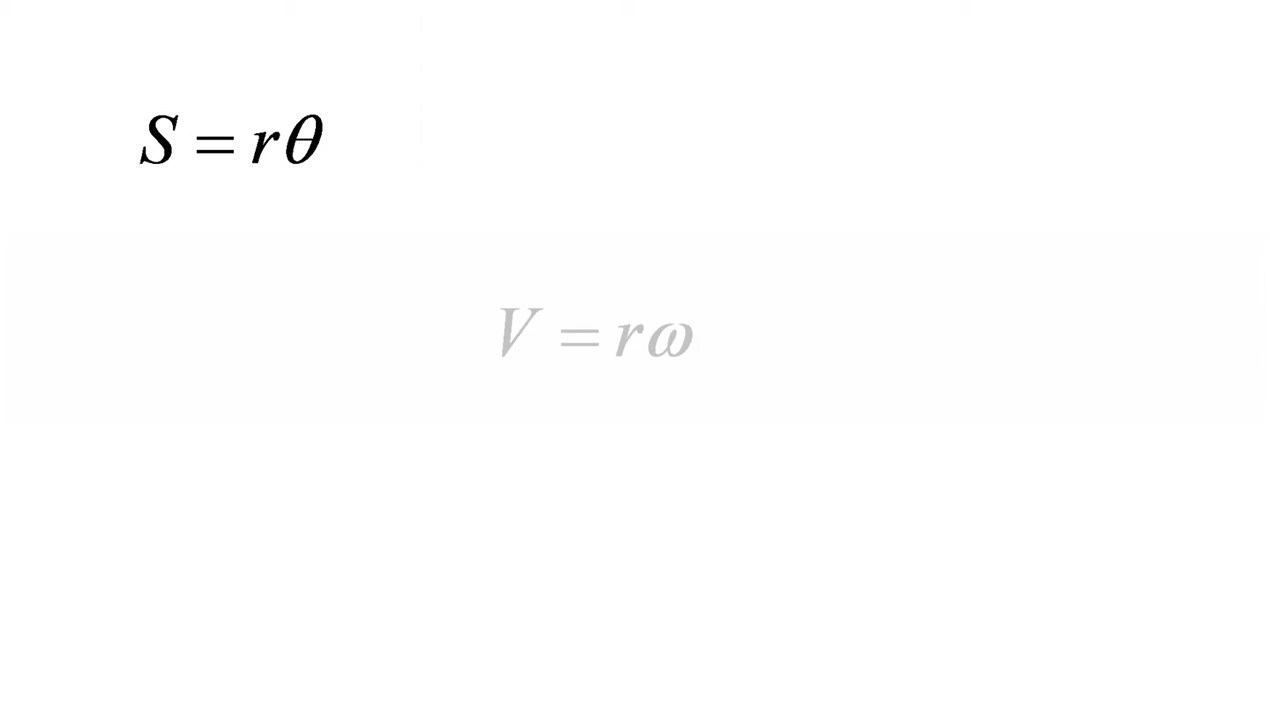 S = rθ
V = rω